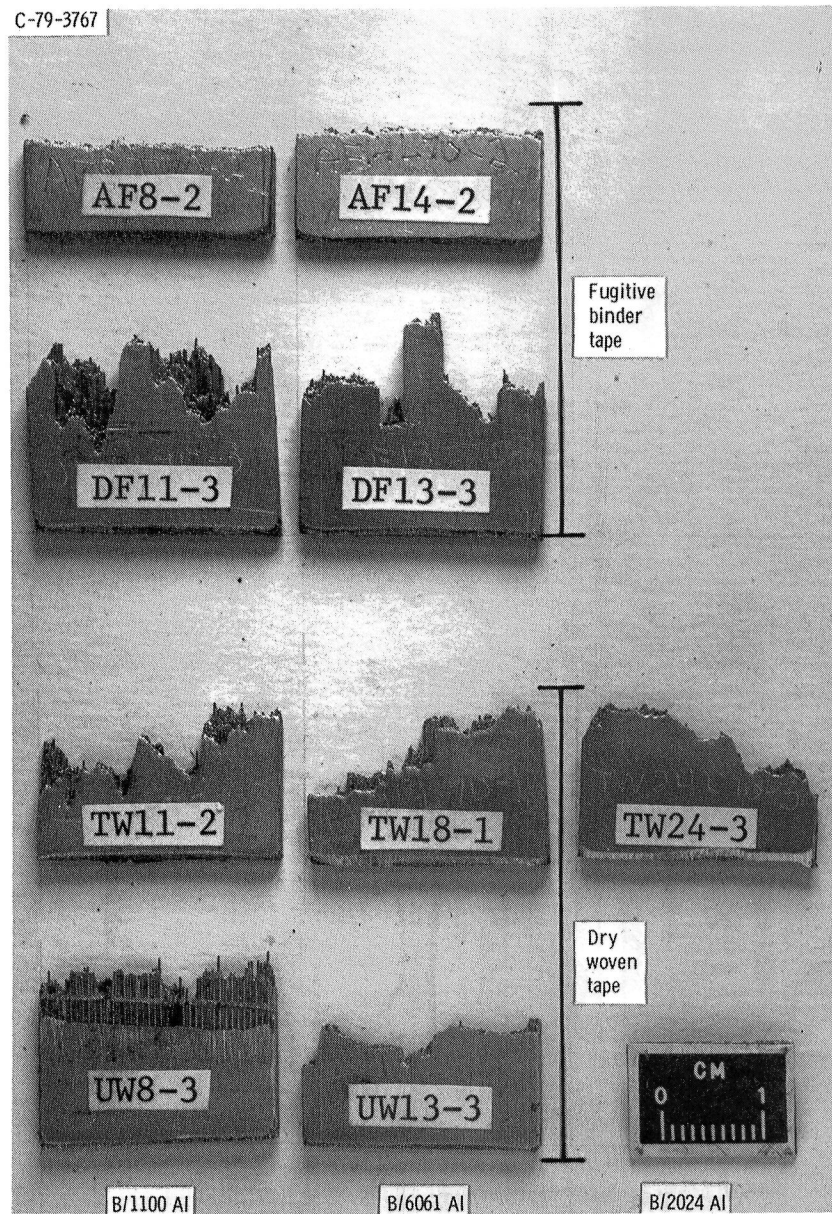 C-79-3767
AF8-2
AF14-2
Fugitive
binder
tape
DF11-3
DF13-3
TW11-2
TW18-1
TW24-3
Dry
woven
tape
UW8-3
UW13-3
CM
0 1
B/1100 Al
B/6061 Al
B/2024 Al